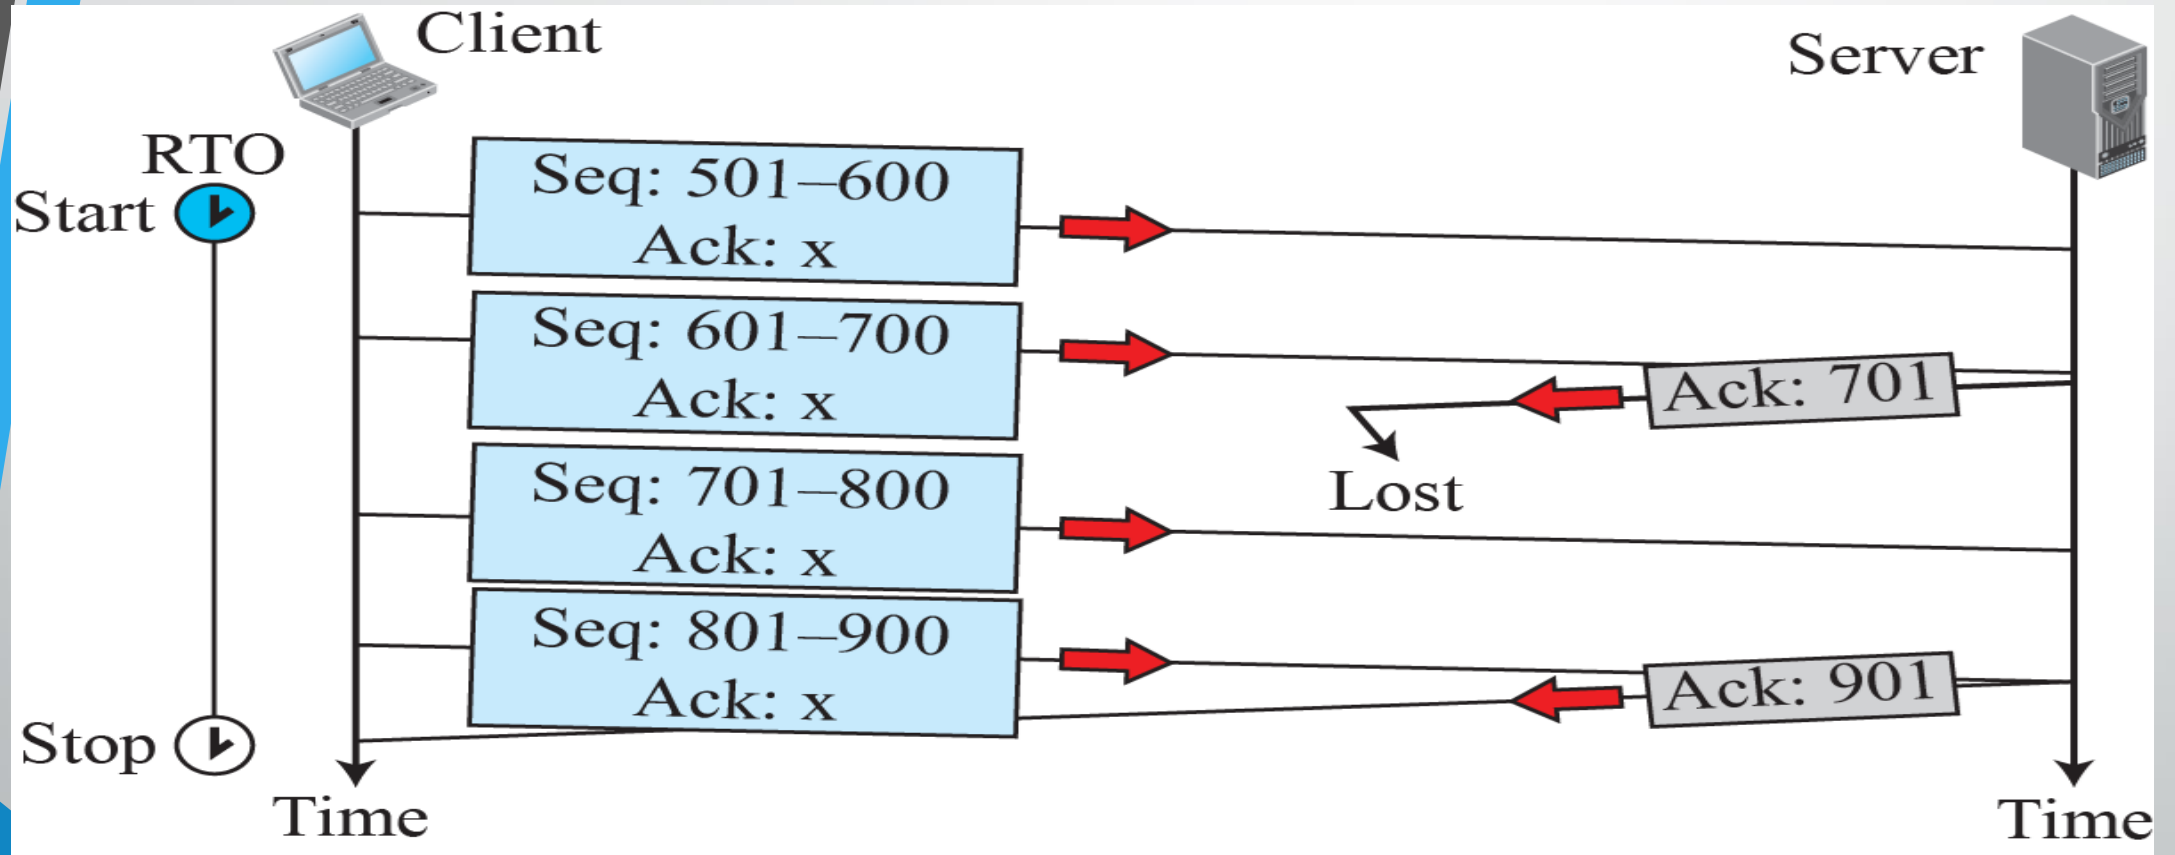 Client
Server
RTO
Start
Seq: 501–600
Ack: x
Seq: 601–700
Ack: x
Ack: 701
Lost
Seq: 701–800
Ack: x
Seq: 801–900
Ack: x
Ack: 901
Stop
Time
Time